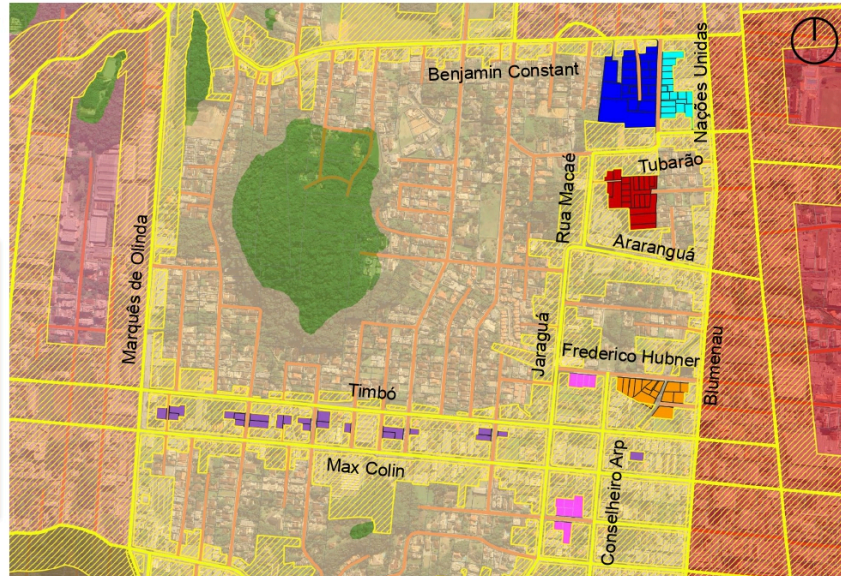 Benjamin Constant
Nações Unidas
Tubarão
Rua Macaé
Araranguá
Marquês de Olinda
Jaraguá
Frederico Hubner
Blumenau
Timbó
Max Colin
Conselheiro Arp